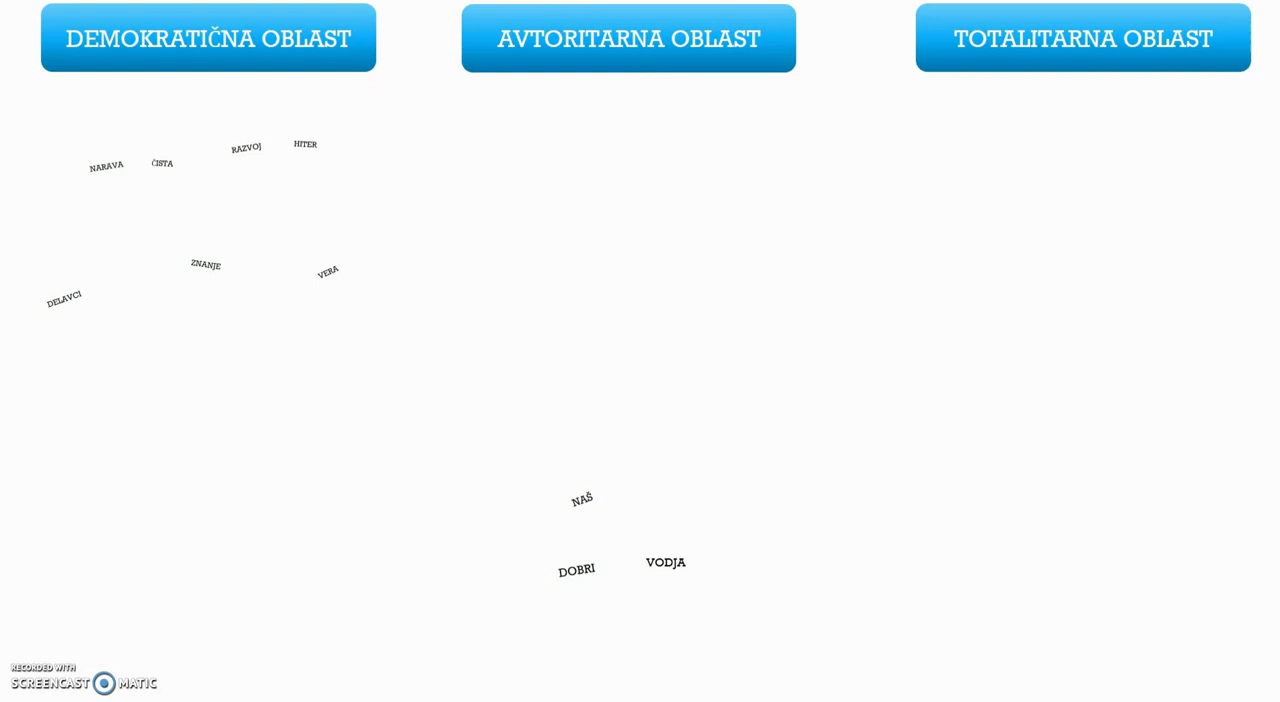 DEMOKRATIČNA OBLAST
AVTORITARNA OBLAST
TOTALITARNA OBLAST
NARAVA ČISTA
RAZVOJ HITER
ZNANJE
VERA
DELAVCI
NAŠ
DOBRI VODJA
RECORDED WITH
SCREENCAST MATIC